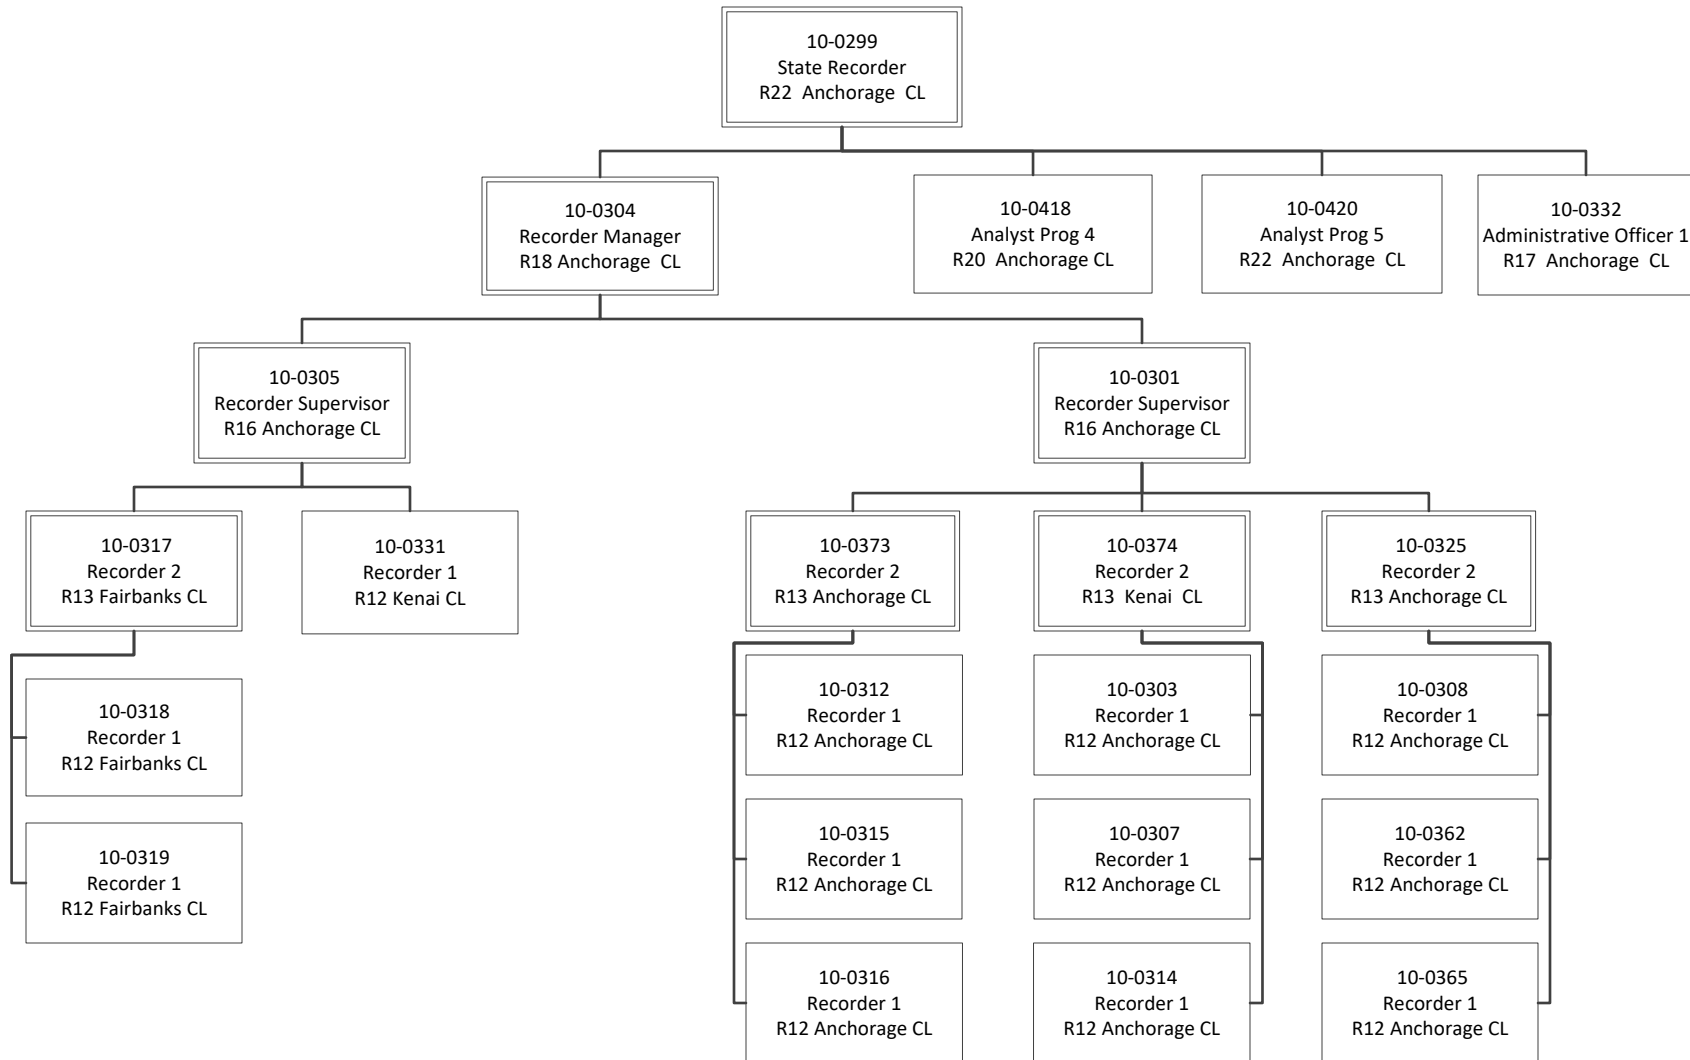 10-0299
State Recorder
R22 Anchorage CL
10-0304
Recorder Manager
R18 Anchorage CL
10-0418
Analyst Prog 4
R20 Anchorage CL
10-0420
Analyst Prog 5
R22 Anchorage CL
10-0332
Administrative Officer 1
R17 Anchorage CL
10-0305
Recorder Supervisor
R16 Anchorage CL
10-0301
Recorder Supervisor
R16 Anchorage CL
10-0317
Recorder 2
R13 Fairbanks CL
10-0331
Recorder 1
R12 Kenai CL
10-0373
Recorder 2
R13 Anchorage CL
10-0374
Recorder 2
R13 Kenai CL
10-0325
Recorder 2
R13 Anchorage CL
10-0318
Recorder 1
R12 Fairbanks CL
10-0312
Recorder 1
R12 Anchorage CL
10-0303
Recorder 1
R12 Anchorage CL
10-0308
Recorder 1
R12 Anchorage CL
10-0319
Recorder 1
R12 Fairbanks CL
10-0315
Recorder 1
R12 Anchorage CL
10-0307
Recorder 1
R12 Anchorage CL
10-0362
Recorder 1
R12 Anchorage CL
10-0316
Recorder 1
R12 Anchorage CL
10-0314
Recorder 1
R12 Anchorage CL
10-0365
Recorder 1
R12 Anchorage CL